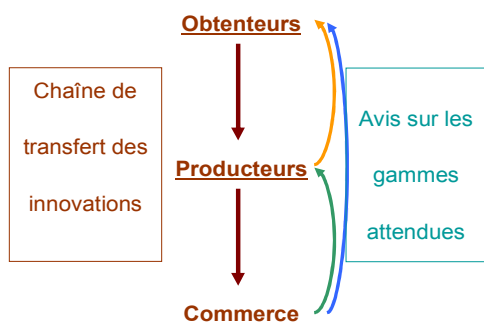 Obtenteurs
Chaîne de
transfert des
innovations
Avis sur les
gammes
attendues
Producteurs
Commerce